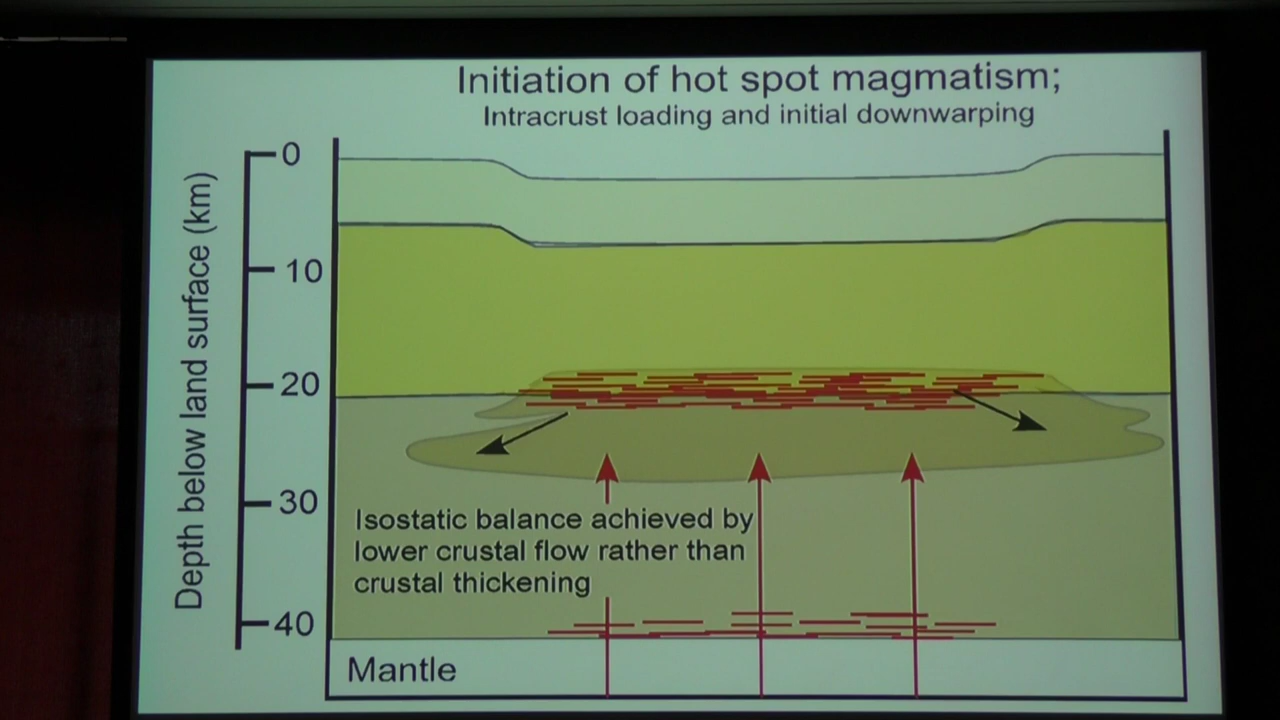 Initiation of hot spot magmatism;
Intracrust loading and initial downwarping
Depth below land surface (km)
0
10
20
30
40
Isostatic balance achieved by
lower crustal flow rather than
crustal thickening
Mantle